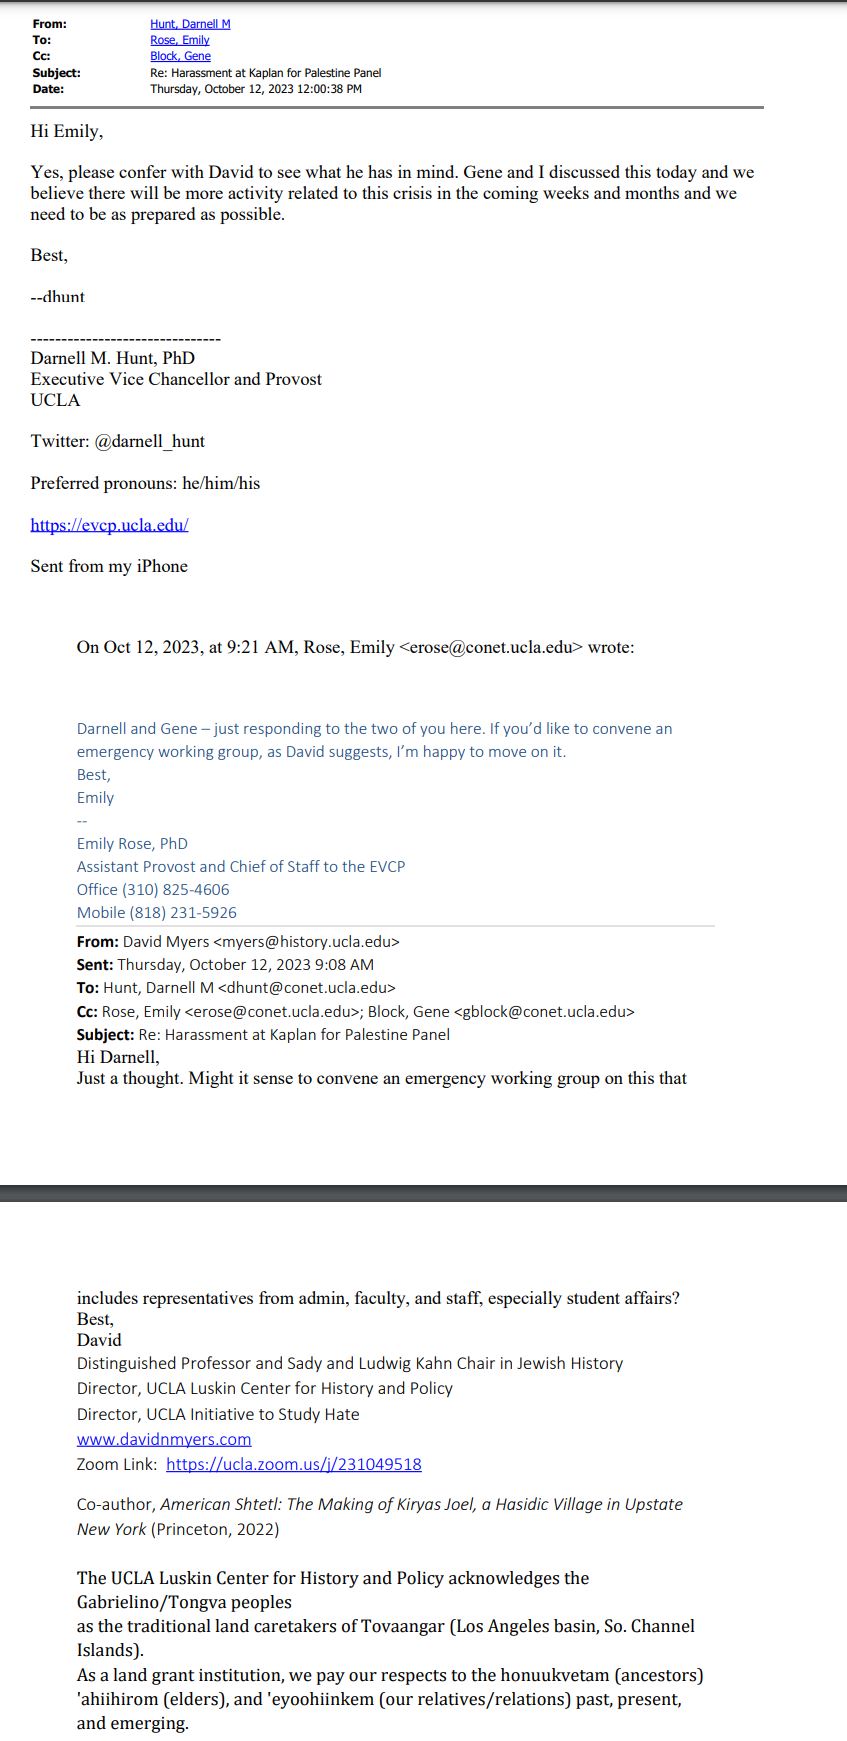 From: Hunt, Darnell M
To: Rose, Emily
Cc: Block, Gene
Subject: Re: Harassment at Kaplan for Palestine Panel
Date: Thursday, October 12, 2023 12:00:38 PM
Hi Emily,
Yes, please confer with David to see what he has in mind. Gene and I discussed this today and we
believe there will be more activity related to this crisis in the coming weeks and months and we
need to be as prepared as possible.
Best,
--dhunt
-------------------------------
Darnell M. Hunt, PhD
Executive Vice Chancellor and Provost
UCLA
Twitter: @darnell_hunt
Preferred pronouns: he/him/his
https://evcp.ucla.edu/
Sent from my iPhone
On Oct 12, 2023, at 9:21 AM, Rose, Emily <erose@conet.ucla.edu> wrote:
Darnell and Gene – just responding to the two of you here. If you’d like to convene an
emergency working group, as David suggests, I’m happy to move on it.
Best,
Emily
--
Emily Rose, PhD
Assistant Provost and Chief of Staff to the EVCP
Office (310) 825-4606
Mobile (818) 231-5926
From: David Myers <myers@history.ucla.edu>
Sent: Thursday, October 12, 2023 9:08 AM
To: Hunt, Darnell M <dhunt@conet.ucla.edu>
Cc: Rose, Emily <erose@conet.ucla.edu>; Block, Gene <gblock@conet.ucla.edu>
Subject: Re: Harassment at Kaplan for Palestine Panel
Hi Darnell,
Just a thought. Might it sense to convene an emergency working group on this that
includes representatives from admin, faculty, and staff, especially student affairs?
Best,
David
Distinguished Professor and Sady and Ludwig Kahn Chair in Jewish History
Director, UCLA Luskin Center for History and Policy
Director, UCLA Initiative to Study Hate
www.davidnmyers.com
Zoom Link: https://ucla.zoom.us/j/231049518
Co-author, American Shtetl: The Making of Kiryas Joel, a Hasidic Village in Upstate
New York (Princeton, 2022)
The UCLA Luskin Center for History and Policy acknowledges the
Gabrielino/Tongva peoples
as the traditional land caretakers of Tovaangar (Los Angeles basin, So. Channel
Islands).
As a land grant institution, we pay our respects to the honuukvetam (ancestors)
'ahiihirom (elders), and 'eyoohiinkem (our relatives/relations) past, present,
and emerging.